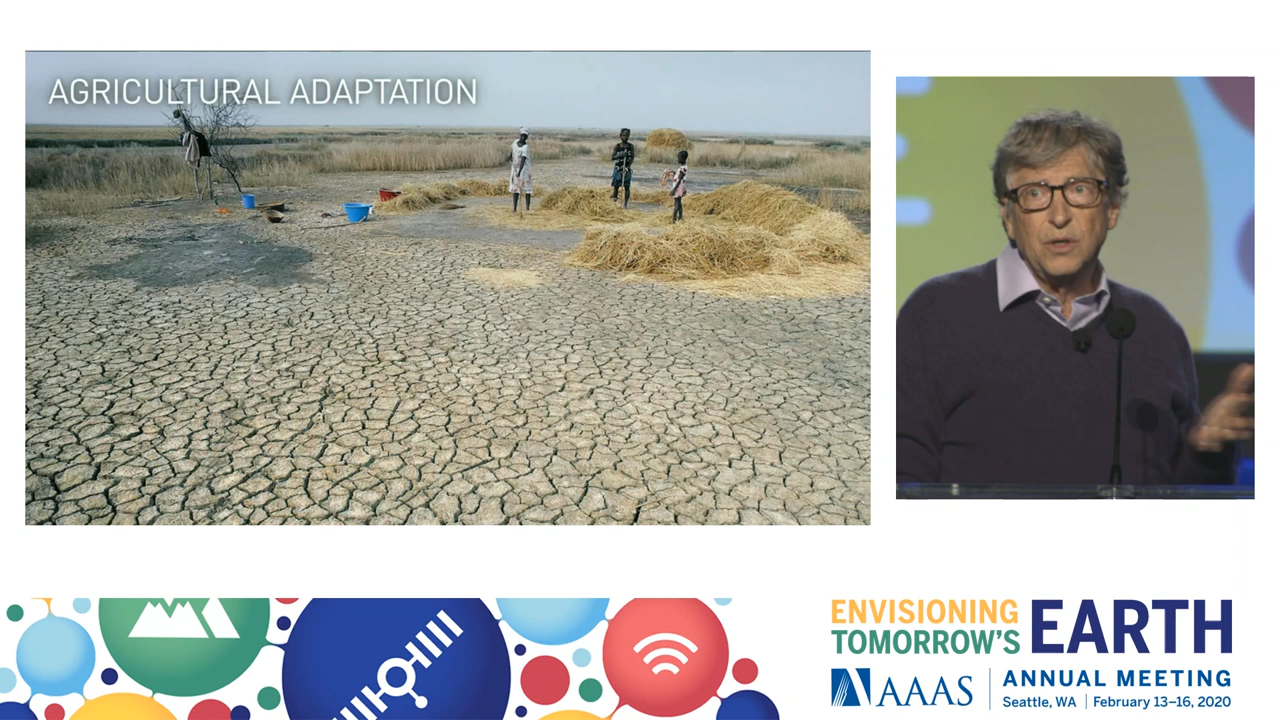 AGRICULTURAL ADAPTATION
ENVISIONING
TOMORROW'S
EARTH
AAAS
ANNUAL MEETING
Seattle, WA | February 13–16, 2020